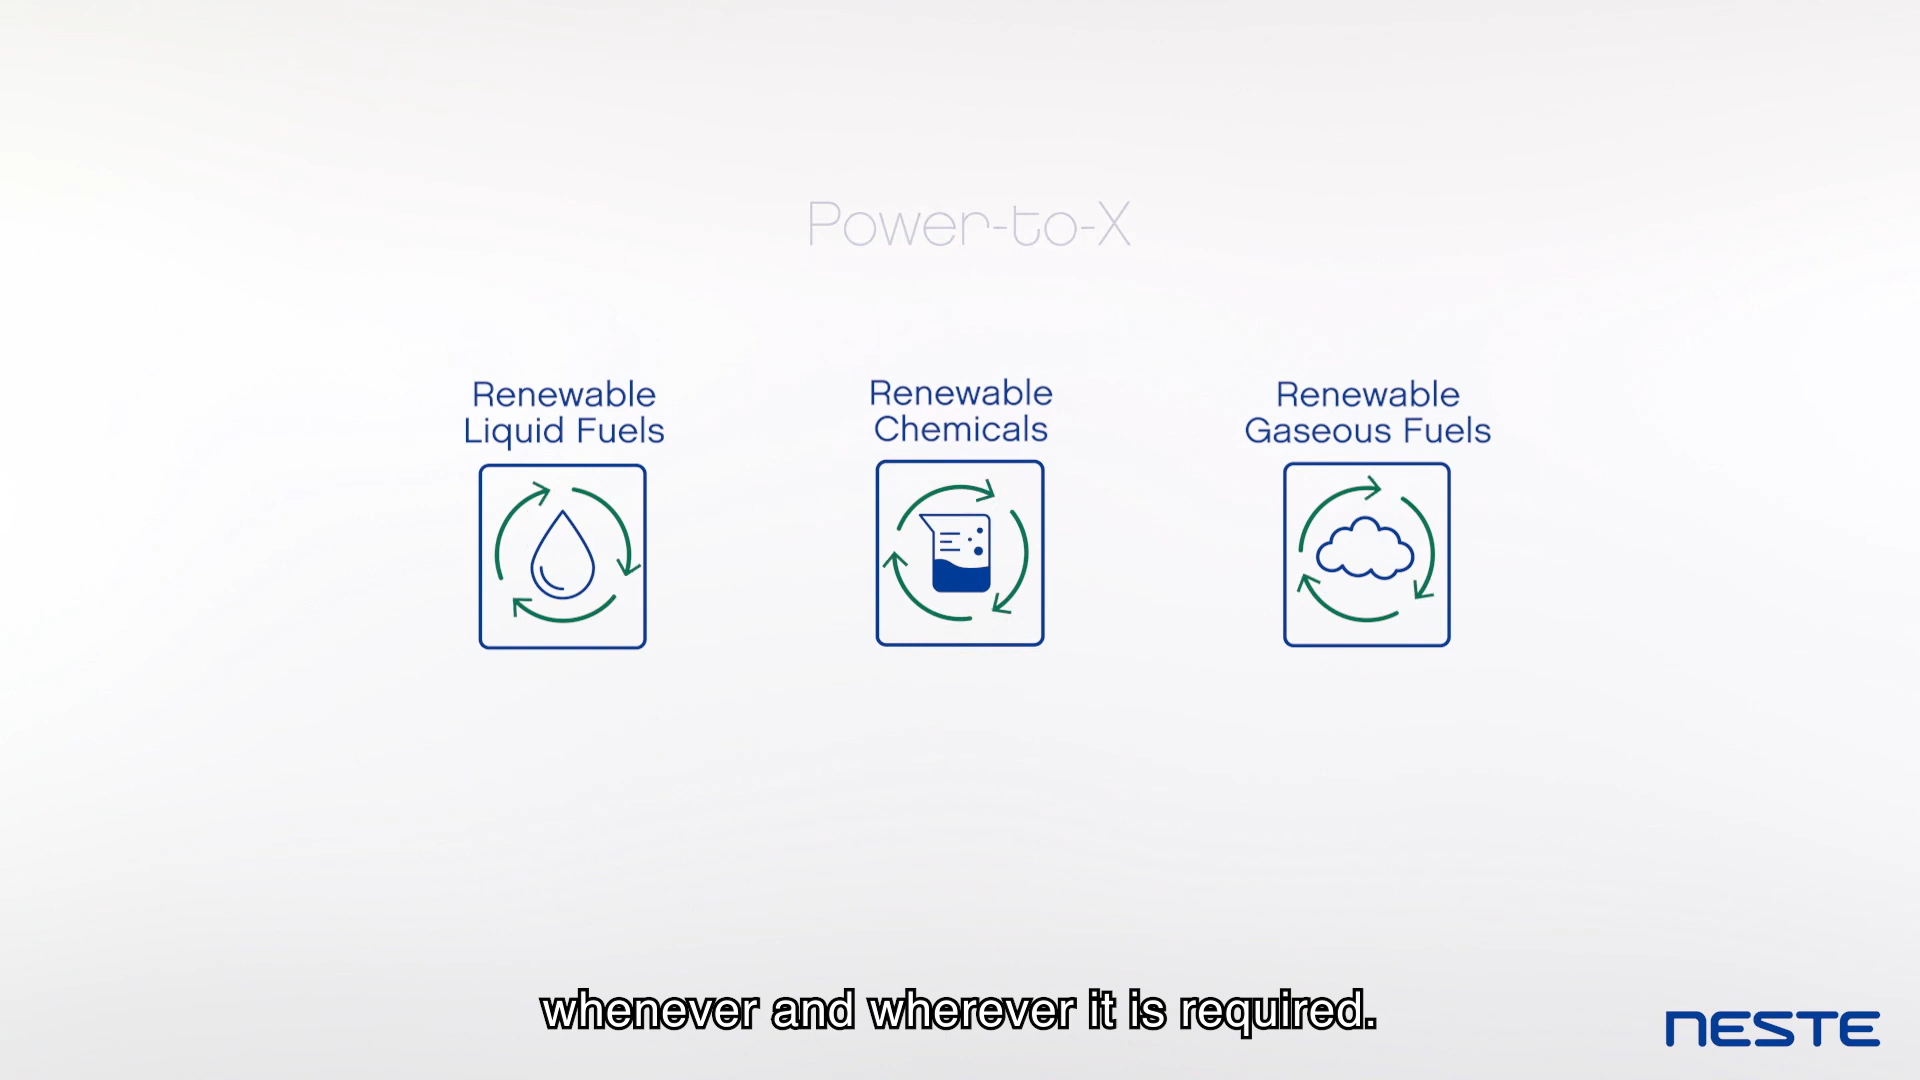 Power-to-X
Renewable
Liquid Fuels
Renewable
Chemicals
Renewable
Gaseous Fuels
whenever and wherever it is required.
NESTE